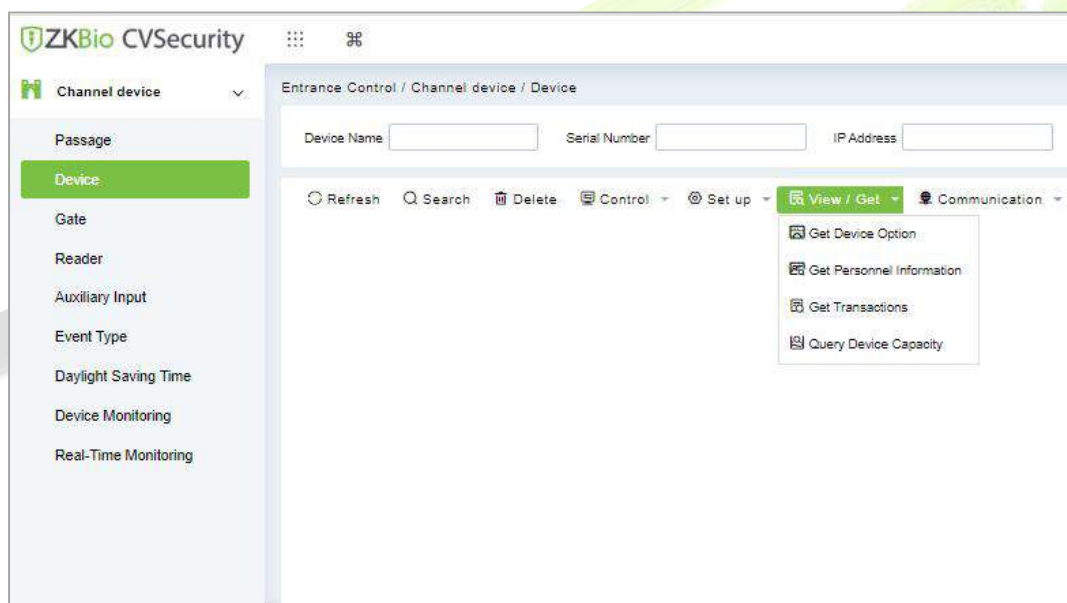 ZKBio CVSecurity
Channel device
Entrance Control / Channel device / Device
Passage
Device Name Serial Number IP Address
Device
Refresh Search Delete Control Set up View / Get Communication
Gate
Get Device Option
Reader
Get Personnel Information
Auxiliary Input
Get Transactions
Event Type
Query Device Capacity
Daylight Saving Time
Device Monitoring
Real-Time Monitoring